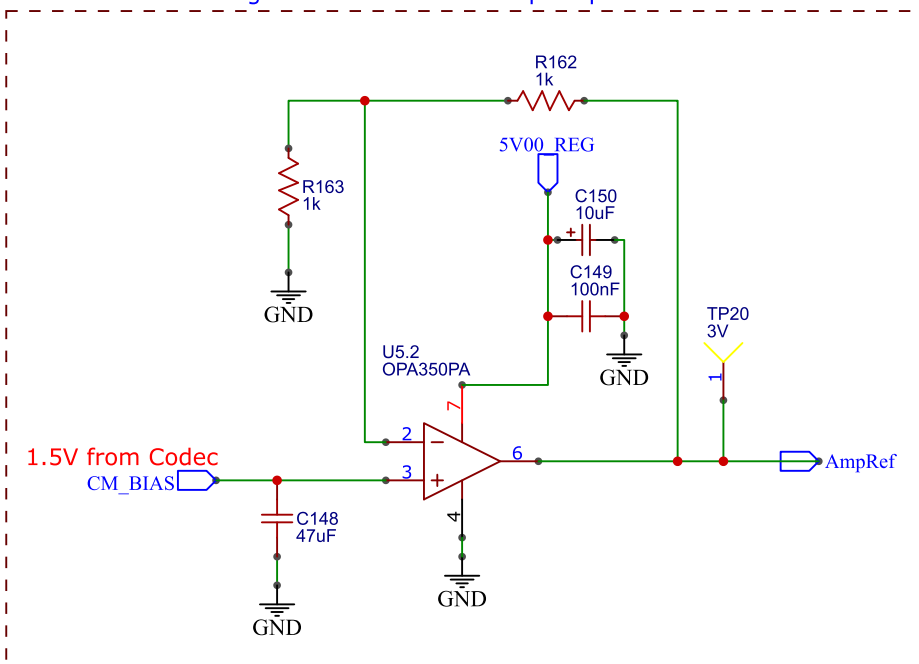 R162
1k
5V00_REG
R163
1k
C150
10uF
+
C149
100nF
GND
TP20
3V
1
GND
U5.2
OPA350PA
7
2
3
6
4
1.5V from Codec
CM_BIAS
AmpRef
C148
47uF
GND
GND